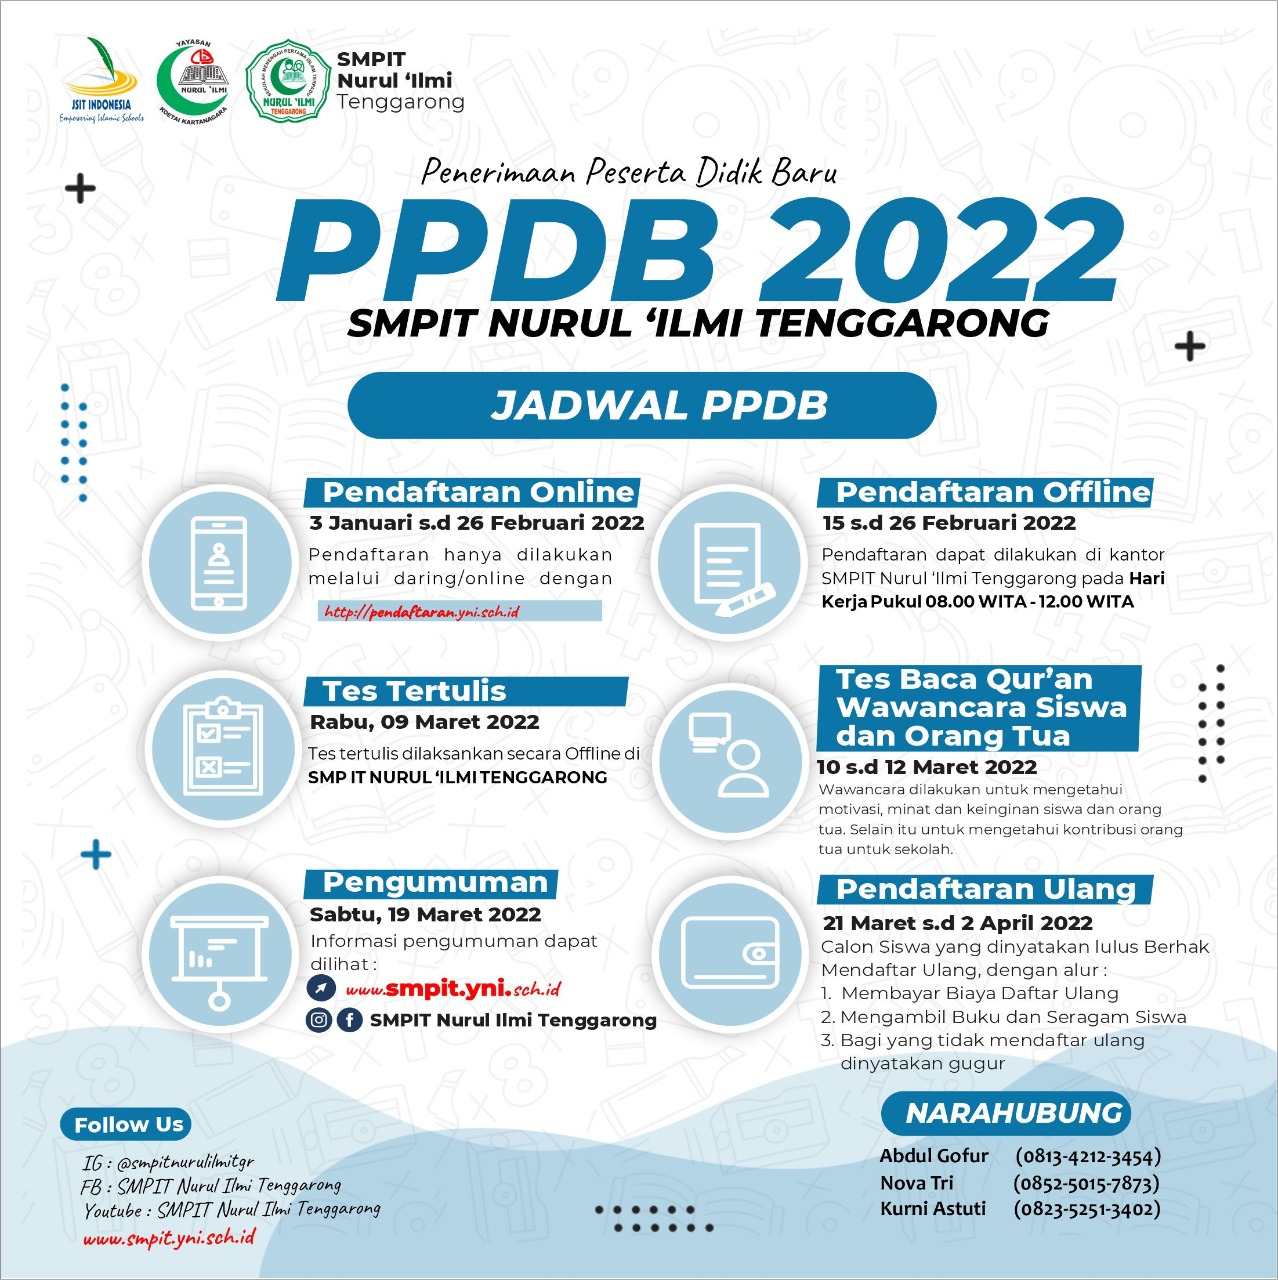 JSIT INDONESIA
Empowering Islamic Schools
YAYASAN
NURUL 'ILMI
KOETAI KARTANAGARA
SEKOLAH MENENGAH PERTAMA ISLAM TERPADU
NURUL 'ILMI
TENGGARONG
SMPIT
Nurul ‘Ilmi
Tenggarong
Penerimaan Peserta Didik Baru
PPDB 2022
SMPIT NURUL ‘ILMI TENGGARONG
JADWAL PPDB
Pendaftaran Online
3 Januari s.d 26 Februari 2022
Pendaftaran hanya dilakukan
melalui daring/online dengan
http://pendaftaran.yni.sch.id
Pendaftaran Offline
15 s.d 26 Februari 2022
Pendaftaran dapat dilakukan di kantor
SMPIT Nurul ‘Ilmi Tenggarong pada Hari
Kerja Pukul 08.00 WITA - 12.00 WITA
Tes Tertulis
Rabu, 09 Maret 2022
Tes tertulis dilaksankan secara Offline di
SMP IT NURUL ‘ILMI TENGGARONG
Tes Baca Qur’an
Wawancara Siswa
dan Orang Tua
10 s.d 12 Maret 2022
Wawancara dilakukan untuk mengetahui
motivasi, minat dan keinginan siswa dan orang
tua. Selain itu untuk mengetahui kontribusi orang
tua untuk sekolah.
Pengumuman
Sabtu, 19 Maret 2022
Informasi pengumuman dapat
dilihat :
www.smpit.yni.sch.id
SMPIT Nurul Ilmi Tenggarong
Pendaftaran Ulang
21 Maret s.d 2 April 2022
Calon Siswa yang dinyatakan lulus Berhak
Mendaftar Ulang, dengan alur :
1. Membayar Biaya Daftar Ulang
2. Mengambil Buku dan Seragam Siswa
3. Bagi yang tidak mendaftar ulang
dinyatakan gugur
Follow Us
IG : @smpitnurulilmitgr
FB : SMPIT Nurul Ilmi Tenggarong
Youtube : SMPIT Nurul Ilmi Tenggarong
www.smpit.yni.sch.id
NARAHUBUNG
Abdul Gofur (0813-4212-3454)
Nova Tri (0852-5015-7873)
Kurni Astuti (0823-5251-3402)